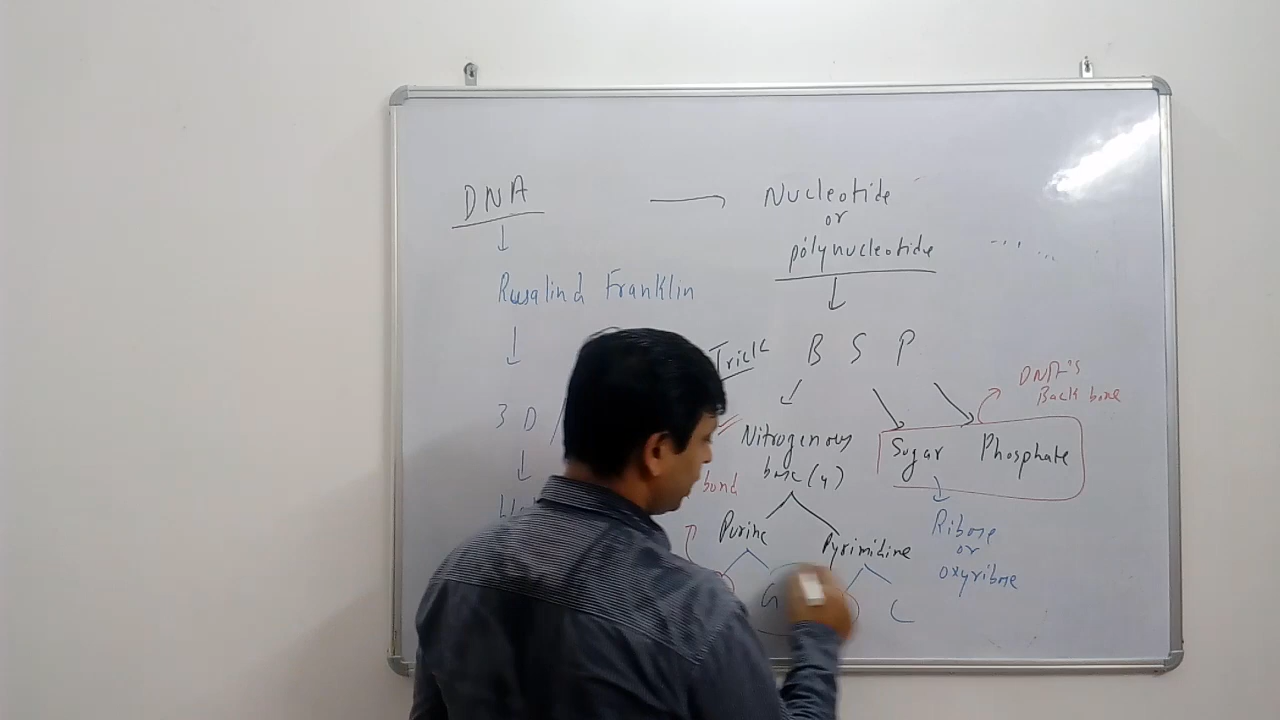 DNA
Nucleotide
or
polynucleotide
Rusalind Franklin
Trick
B S P
DNA's
Back bone
3 D
Nitrogenous
base (4)
Sugar Phosphate
bond
Purine
Pyrimidine
Ribose
or
oxyribose
G
C